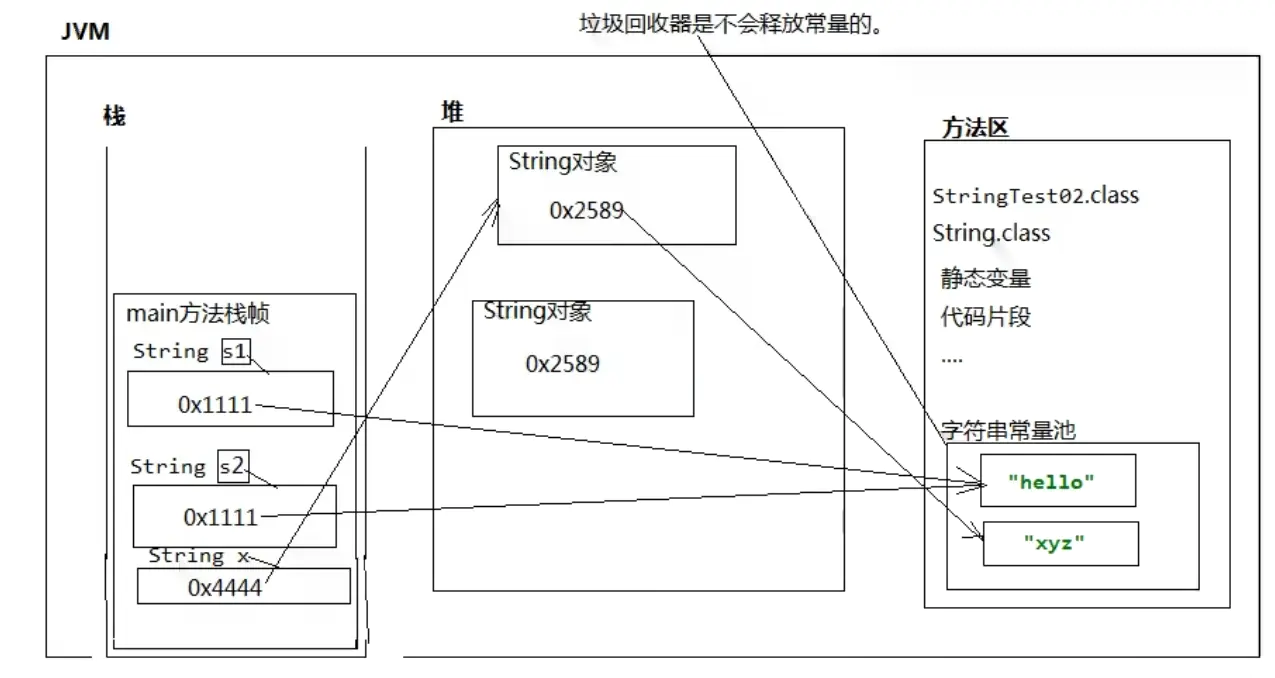 垃圾回收器是不会释放常量的。
JVM
栈
main方法栈帧
String s1
0x1111
String s2
0x1111
String x
0x4444
堆
String对象
0x2589
String对象
0x2589
方法区
StringTest02.class
String.class
静态变量
代码片段
....
字符串常量池
"hello"
"xyz"